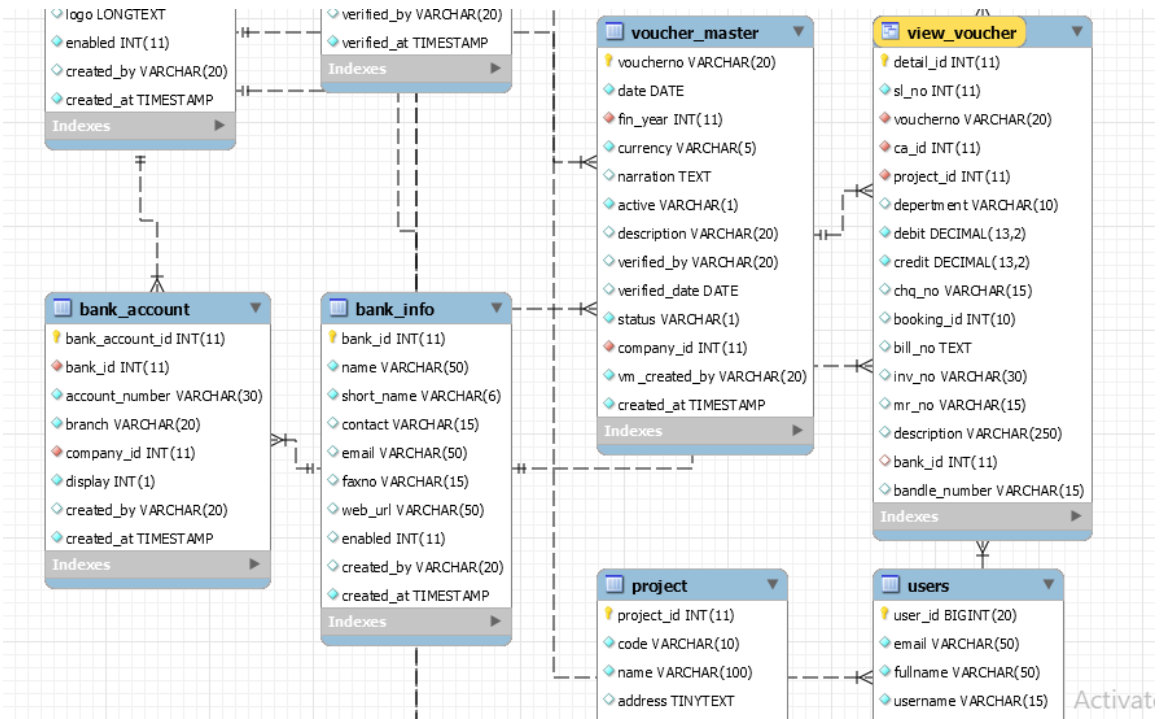 logo LONGTEXT
enabled INT(11)
created_by VARCHAR(20)
created_at TIMESTAMP
Indexes
verified_by VARCHAR(20)
verified_at TIMESTAMP
Indexes
voucher_master
voucherno VARCHAR(20)
date DATE
fin_year INT(11)
currency VARCHAR(5)
narration TEXT
active VARCHAR(1)
description VARCHAR(20)
verified_by VARCHAR(20)
verified_date DATE
status VARCHAR(1)
company_id INT(11)
vm_created_by VARCHAR(20)
created_at TIMESTAMP
Indexes
view_voucher
detail_id INT(11)
sl_no INT(11)
voucherno VARCHAR(20)
ca_id INT(11)
project_id INT(11)
depertment VARCHAR(10)
debit DECIMAL(13,2)
credit DECIMAL(13,2)
chq_no VARCHAR(15)
booking_id INT(10)
bill_no TEXT
inv_no VARCHAR(30)
mr_no VARCHAR(15)
description VARCHAR(250)
bank_id INT(11)
bandle_number VARCHAR(15)
Indexes
bank_account
bank_account_id INT(11)
bank_id INT(11)
account_number VARCHAR(30)
branch VARCHAR(20)
company_id INT(11)
display INT(1)
created_by VARCHAR(20)
created_at TIMESTAMP
Indexes
bank_info
bank_id INT(11)
name VARCHAR(50)
short_name VARCHAR(6)
contact VARCHAR(15)
email VARCHAR(50)
faxno VARCHAR(15)
web_url VARCHAR(50)
enabled INT(11)
created_by VARCHAR(20)
created_at TIMESTAMP
Indexes
project
project_id INT(11)
code VARCHAR(10)
name VARCHAR(100)
address TINYTEXT
users
user_id BIGINT(20)
email VARCHAR(50)
fullname VARCHAR(50)
username VARCHAR(15)
Activate